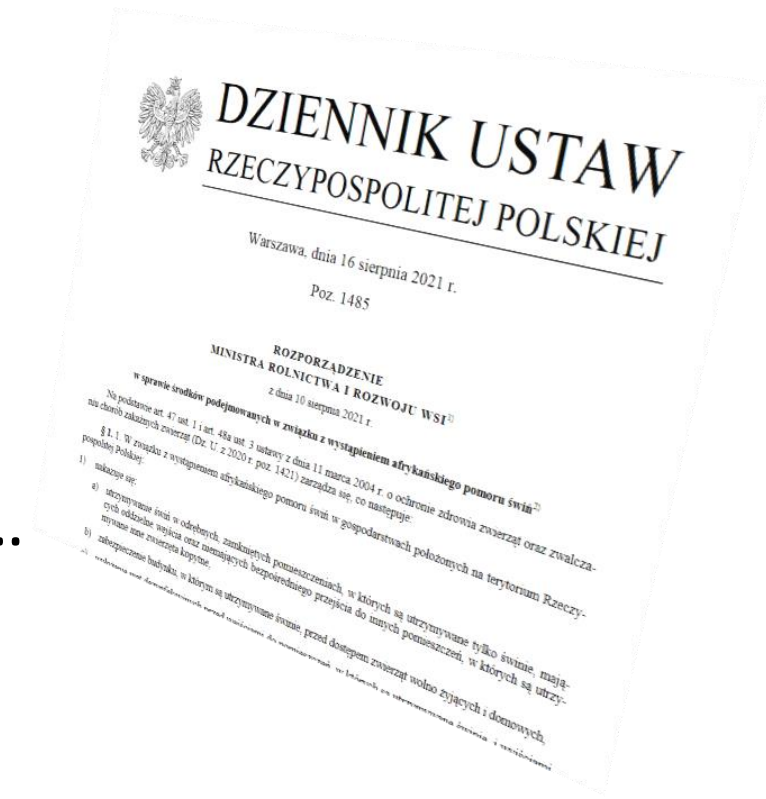 DZIENNIK USTAW
RZECZYPOSPOLITEJ POLSKIEJ
Warszawa, dnia 16 sierpnia 2021 r.
Poz. 1485
ROZPORZĄDZENIE
MINISTRA ROLNICTWA I ROZWOJU WSI¹⁾
z dnia 10 sierpnia 2021 r.
w sprawie środków podejmowanych w związku z wystąpieniem afrykańskiego pomoru świń²⁾
Na podstawie art. 47 ust. 1 i art. 48a ust. 3 ustawy z dnia 11 marca 2004 r. o ochronie zdrowia zwierząt oraz zwalcza-
niu chorób zakaźnych zwierząt (Dz. U. z 2020 r. poz. 1421) zarządza się, co następuje:
§ 1. 1. W związku z wystąpieniem afrykańskiego pomoru świń w gospodarstwach położonych na terytorium Rzeczy-
pospolitej Polskiej:
1) nakazuje się:
a) utrzymywanie świń w odrębnych, zamkniętych pomieszczeniach, w których są utrzymywane tylko świnie, mają-
cych oddzielne wejścia oraz niemających bezpośredniego przejścia do innych pomieszczeń, w których są utrzy-
mywane inne zwierzęta kopytne,
b) zabezpieczenie budynku, w którym są utrzymywane świnie, przed dostępem zwierząt wolno żyjących i domowych,
..